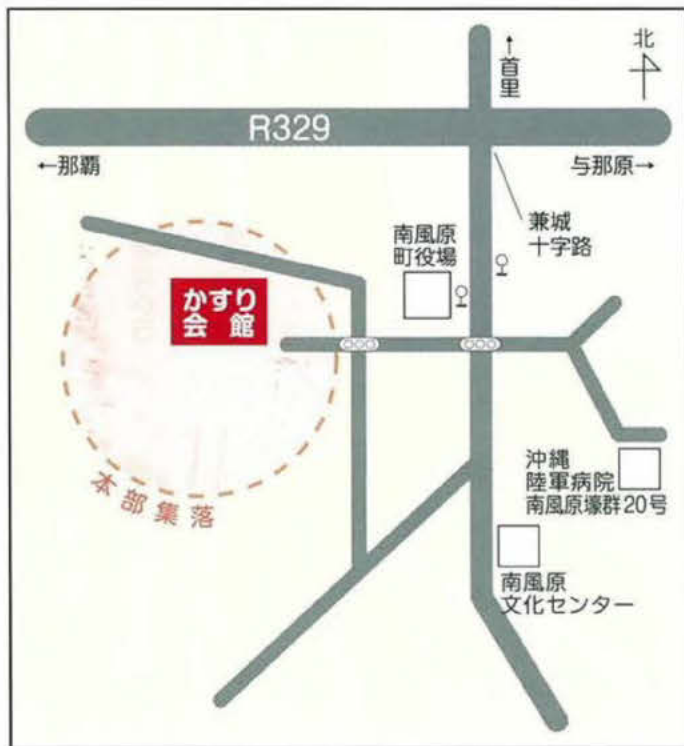 北
↑首里
R329
←那覇
与那原→
兼城
十字路
南風原
町役場
かすり
会館
本部集落
沖縄
陸軍病院
南風原壕群20号
南風原
文化センター